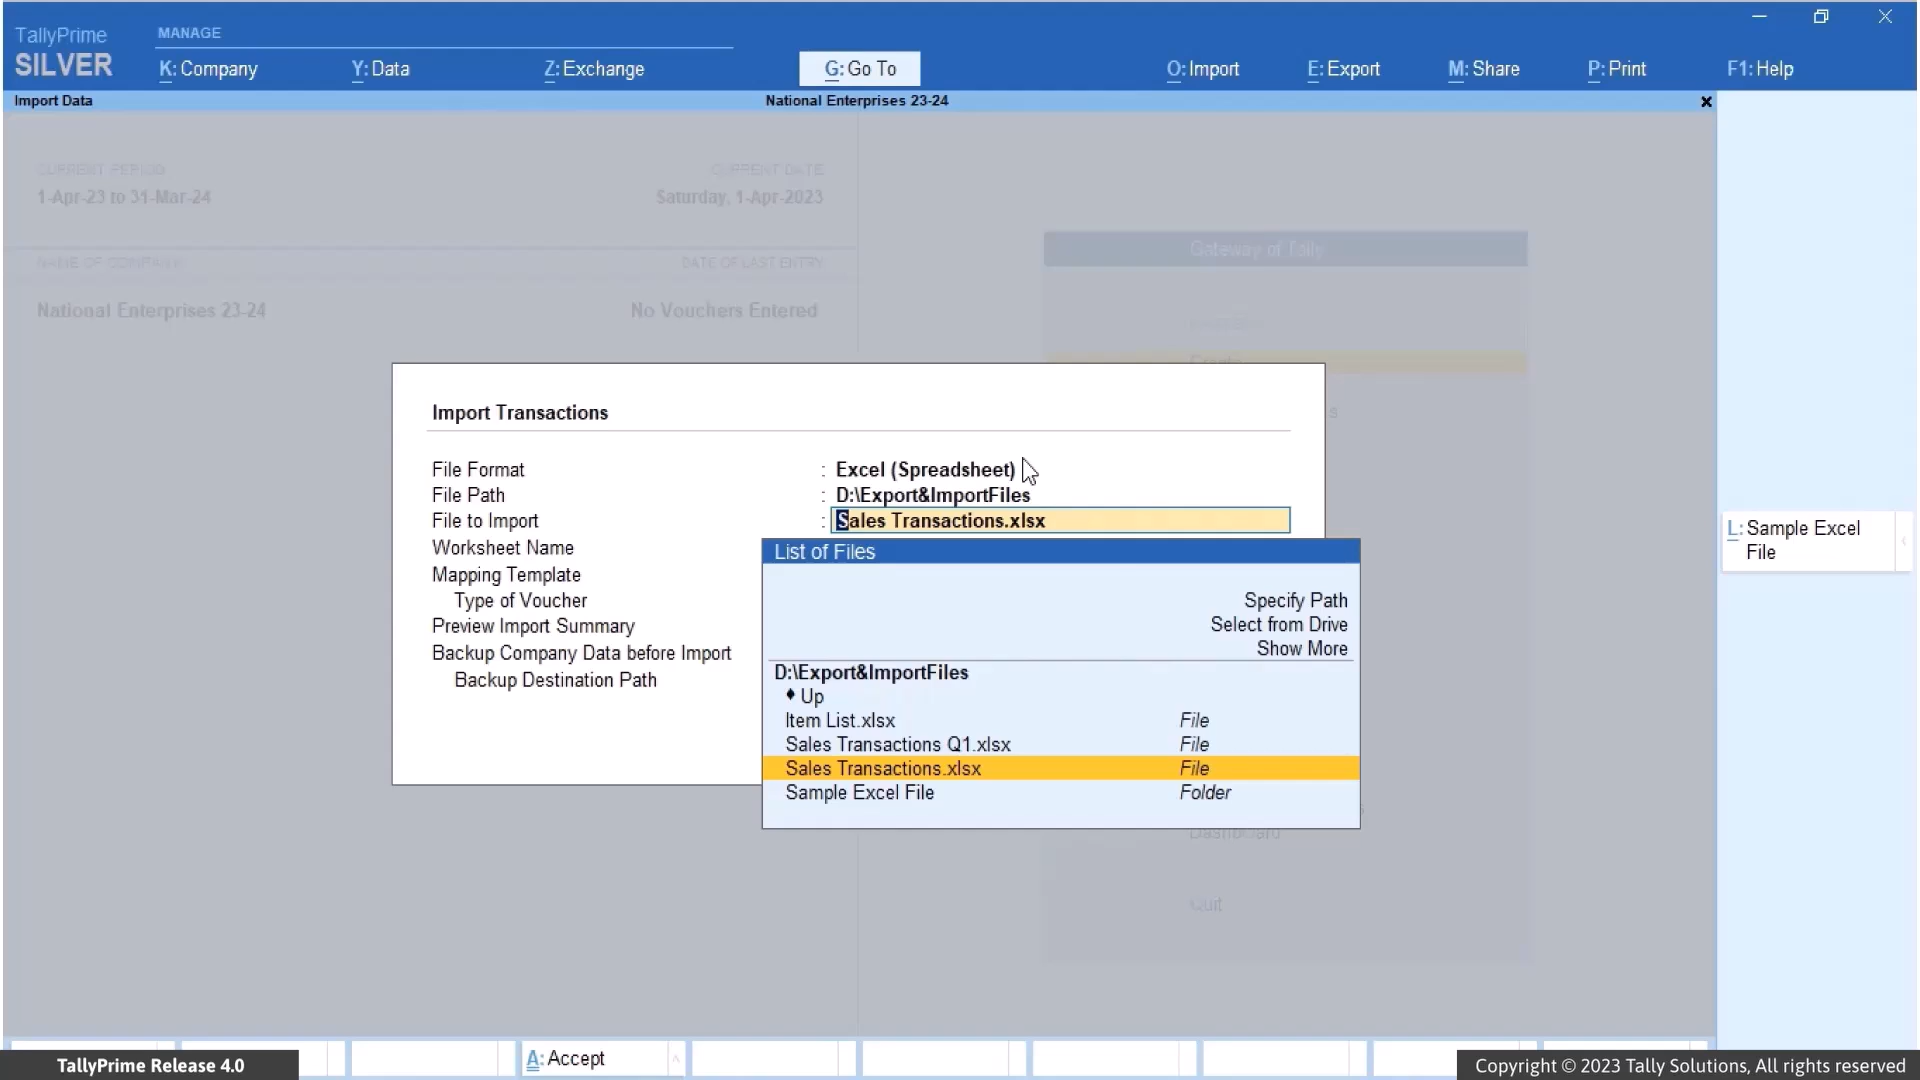 TallyPrime
SILVER
MANAGE
K: Company
Y: Data
Z: Exchange
G: Go To
O: Import
E: Export
M: Share
P: Print
F1: Help
Import Data
National Enterprises 23-24
CURRENT PERIOD
CURRENT DATE
1-Apr-23 to 31-Mar-24
Saturday, 1-Apr-2023
NAME OF COMPANY
DATE OF LAST ENTRY
National Enterprises 23-24
No Vouchers Entered
Gateway of Tally
Create
Import Transactions
File Format : Excel (Spreadsheet)
File Path : D:\Export&ImportFiles
File to Import : Sales Transactions.xlsx
Worksheet Name
Mapping Template
Type of Voucher
Preview Import Summary
Backup Company Data before Import
Backup Destination Path
List of Files
Specify Path
Select from Drive
Show More
D:\Export&ImportFiles
♦ Up
Item List.xlsx File
Sales Transactions Q1.xlsx File
Sales Transactions.xlsx File
Sample Excel File Folder
Dashboard
Quit
L: Sample Excel
File
A: Accept
TallyPrime Release 4.0
Copyright © 2023 Tally Solutions, All rights reserved